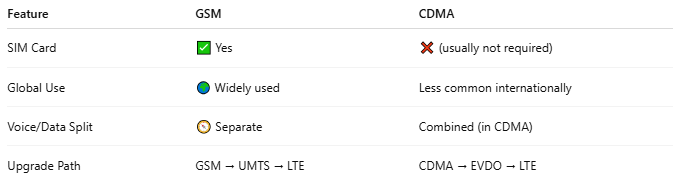 Feature GSM CDMA
SIM Card ✅ Yes ❌ (usually not required)
Global Use 🌍 Widely used Less common internationally
Voice/Data Split 🧭 Separate Combined (in CDMA)
Upgrade Path GSM → UMTS → LTE CDMA → EVDO → LTE